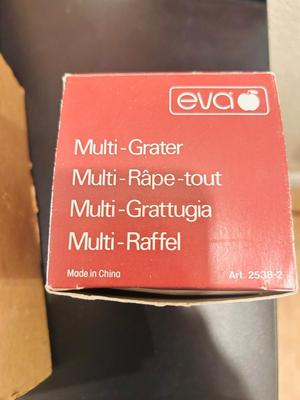 eva
Multi-Grater
Multi-Râpe-tout
Multi-Grattugia
Multi-Raffel
Made in China
Art. 2538-2